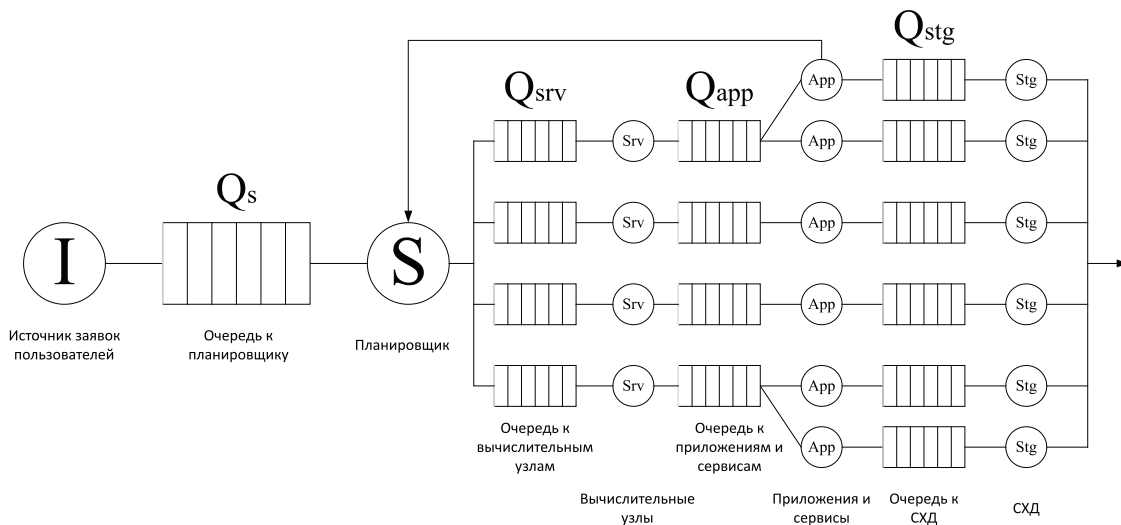 Qstg
App
Stg
Qsrv
Qapp
Srv
App
Stg
Qs
Srv
App
Stg
I
S
Источник заявок
пользователей
Очередь к
планировщику
Планировщик
Srv
App
Stg
Srv
App
Stg
App
Stg
Очередь к
вычислительным
узлам
Очередь к
приложениям и
сервисам
Вычислительные
узлы
Приложения и
сервисы
Очередь к
СХД
СХД